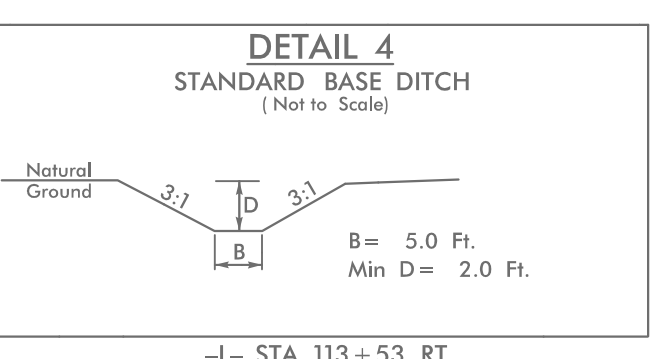 DETAIL 4
STANDARD BASE DITCH
( Not to Scale)
Natural
Ground
3:1
D
3:1
B
B= 5.0 Ft.
Min D= 2.0 Ft.
STA 113+53 RT